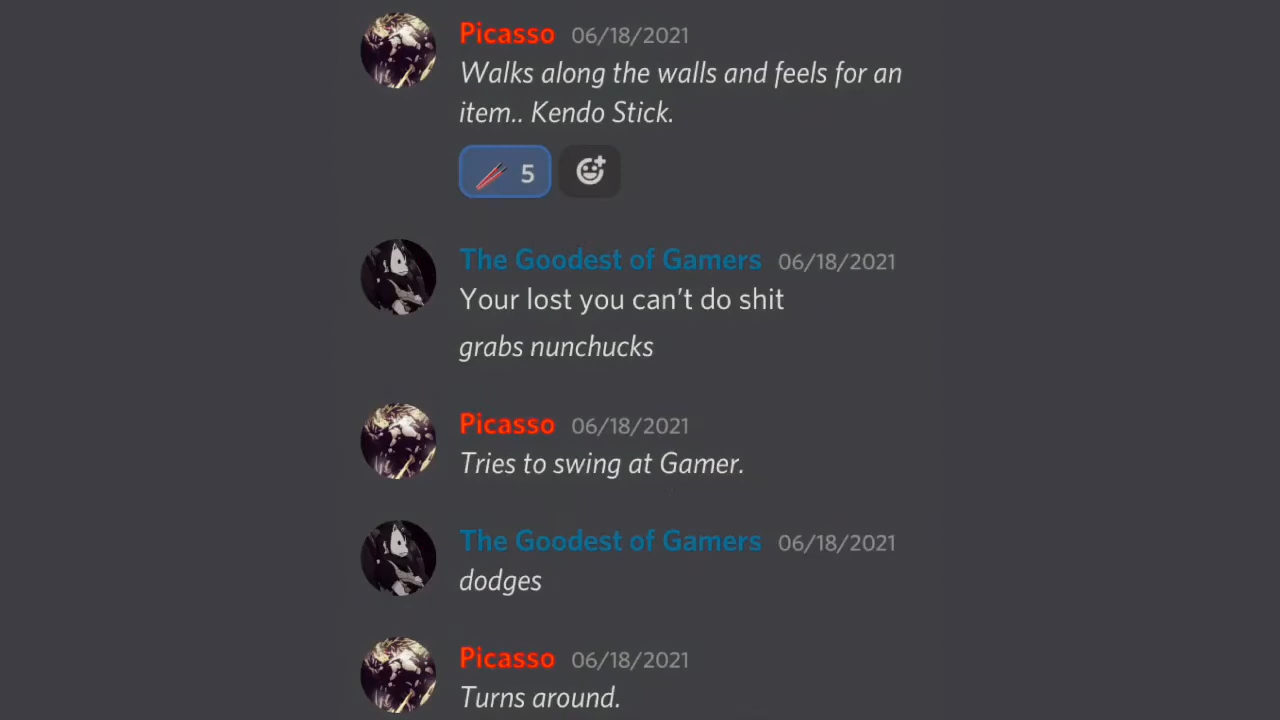 Picasso 06/18/2021
Walks along the walls and feels for an
item.. Kendo Stick.
5
The Goodest of Gamers 06/18/2021
Your lost you can't do shit
grabs nunchucks
Picasso 06/18/2021
Tries to swing at Gamer.
The Goodest of Gamers 06/18/2021
dodges
Picasso 06/18/2021
Turns around.